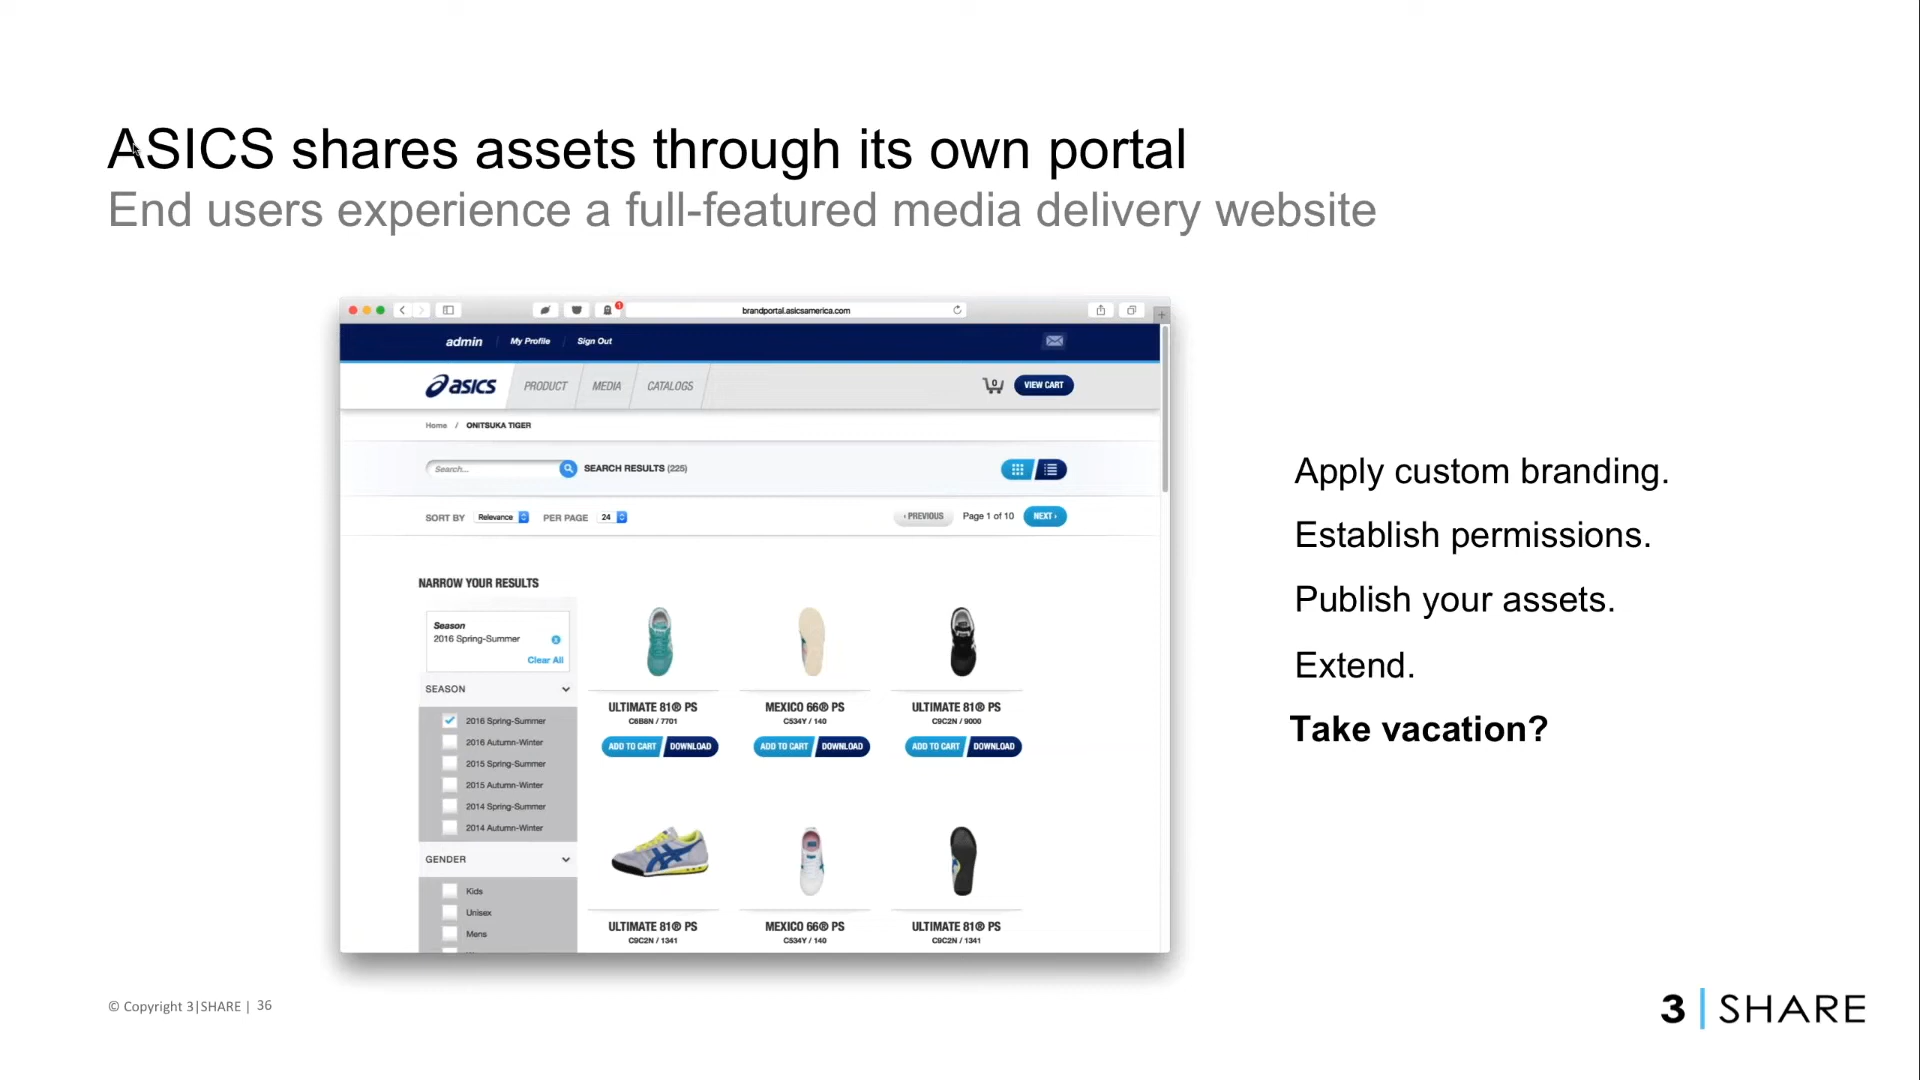 ASICS shares assets through its own portal
End users experience a full-featured media delivery website
1
brandportal.asicsamerica.com
admin My Profile Sign Out
asics PRODUCT MEDIA CATALOGS 0 VIEW CART
Home / ONITSUKA TIGER
Search... SEARCH RESULTS (225)
SORT BY Relevance PER PAGE 24 ‹ PREVIOUS Page 1 of 10 NEXT ›
NARROW YOUR RESULTS
Season
2016 Spring-Summer
Clear All
SEASON
2016 Spring-Summer
2016 Autumn-Winter
2015 Spring-Summer
2015 Autumn-Winter
2014 Spring-Summer
2014 Autumn-Winter
GENDER
Kids
Unisex
Mens
ULTIMATE 81® PS
C6B8N / 7701
ADD TO CART DOWNLOAD
MEXICO 66® PS
C534Y / 140
ADD TO CART DOWNLOAD
ULTIMATE 81® PS
C9C2N / 9000
ADD TO CART DOWNLOAD
ULTIMATE 81® PS
C9C2N / 1341
MEXICO 66® PS
C534Y / 140
ULTIMATE 81® PS
C9C2N / 1341
Apply custom branding.
Establish permissions.
Publish your assets.
Extend.
Take vacation?
© Copyright 3|SHARE | 36
3 | SHARE